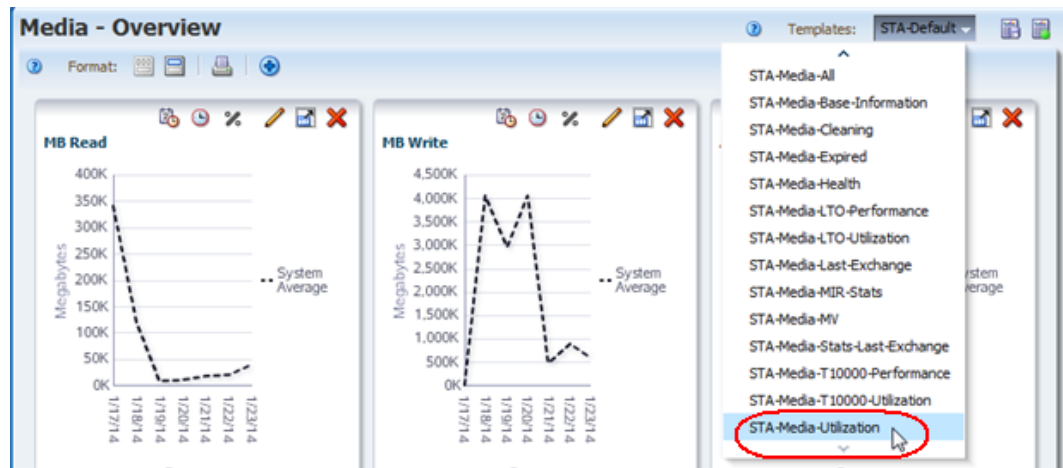 Media - Overview
Templates: STA-Default
Format:
MB Read
400K
350K
300K
250K
200K
150K
100K
50K
0K
Megabytes
System
Average
1/17/14
1/18/14
1/19/14
1/20/14
1/21/14
1/22/14
1/23/14
MB Write
4,500K
4,000K
3,500K
3,000K
2,500K
2,000K
1,500K
1,000K
500K
0K
Megabytes
System
Average
1/17/14
1/18/14
1/19/14
1/20/14
1/21/14
1/22/14
1/23/14
STA-Media-All
STA-Media-Base-Information
STA-Media-Cleaning
STA-Media-Expired
STA-Media-Health
STA-Media-LTO-Performance
STA-Media-LTO-Utilization
STA-Media-Last-Exchange
STA-Media-MIR-Stats
STA-Media-MV
STA-Media-Stats-Last-Exchange
STA-Media-T10000-Performance
STA-Media-T10000-Utilization
STA-Media-Utilization